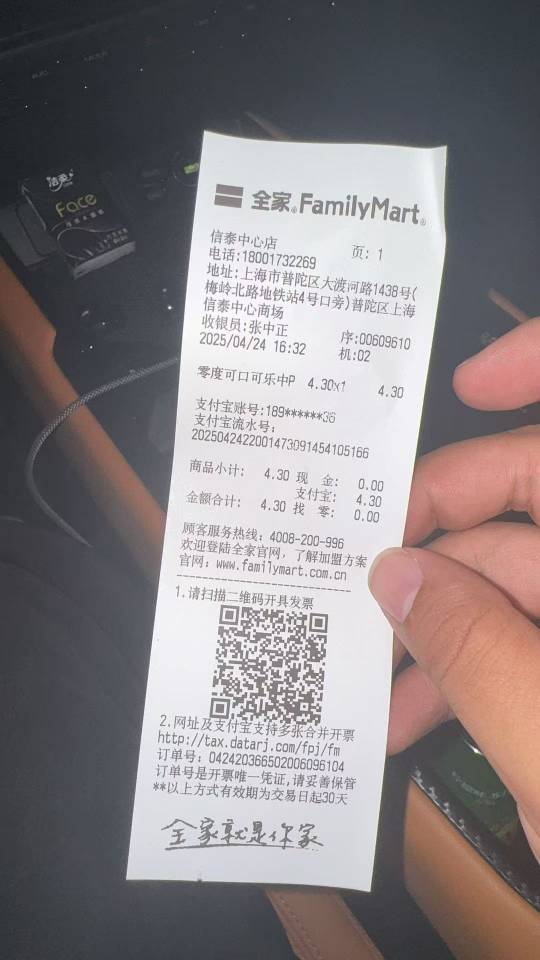 洁柔
Face
全家 FamilyMart
信泰中心店 页: 1
电话:18001732269
地址:上海市普陀区大渡河路1438号(
梅岭北路地铁站4号口旁)普陀区上海
信泰中心商场
收银员:张中正 序:00609610
2025/04/24 16:32 机:02
零度可口可乐中P 4.30x1 4.30
支付宝账号:189******36
支付宝流水号:
2025042422001473091454105166
商品小计: 4.30 现 金: 0.00
支付宝: 4.30
金额合计: 4.30 找 零: 0.00
顾客服务热线: 4008-200-996
欢迎登陆全家官网，了解加盟方案
官网: www.familymart.com.cn
1.请扫描二维码开具发票
2.网址及支付宝支持多张合并开票
http://tax.datarj.com/fpj/fm
订单号: 042420366502006096104
订单号是开票唯一凭证,请妥善保管
**以上方式有效期为交易日起30天
全家就是你家